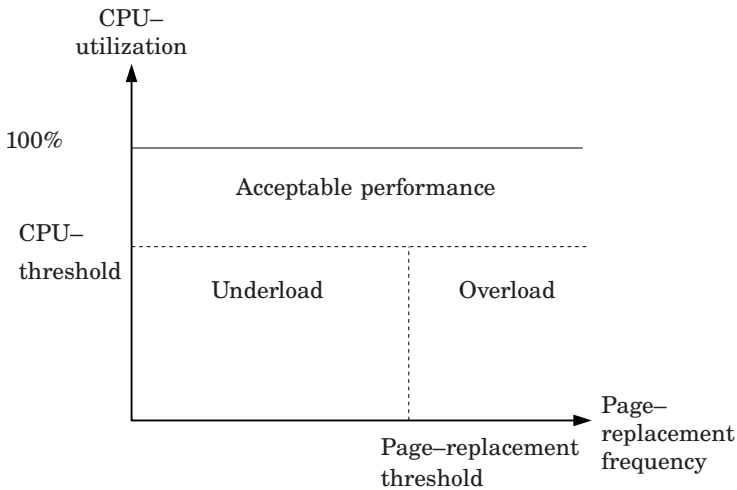 CPU–
utilization
100%
Acceptable performance
CPU–
threshold
Underload
Overload
Page–replacement
threshold
Page–
replacement
frequency